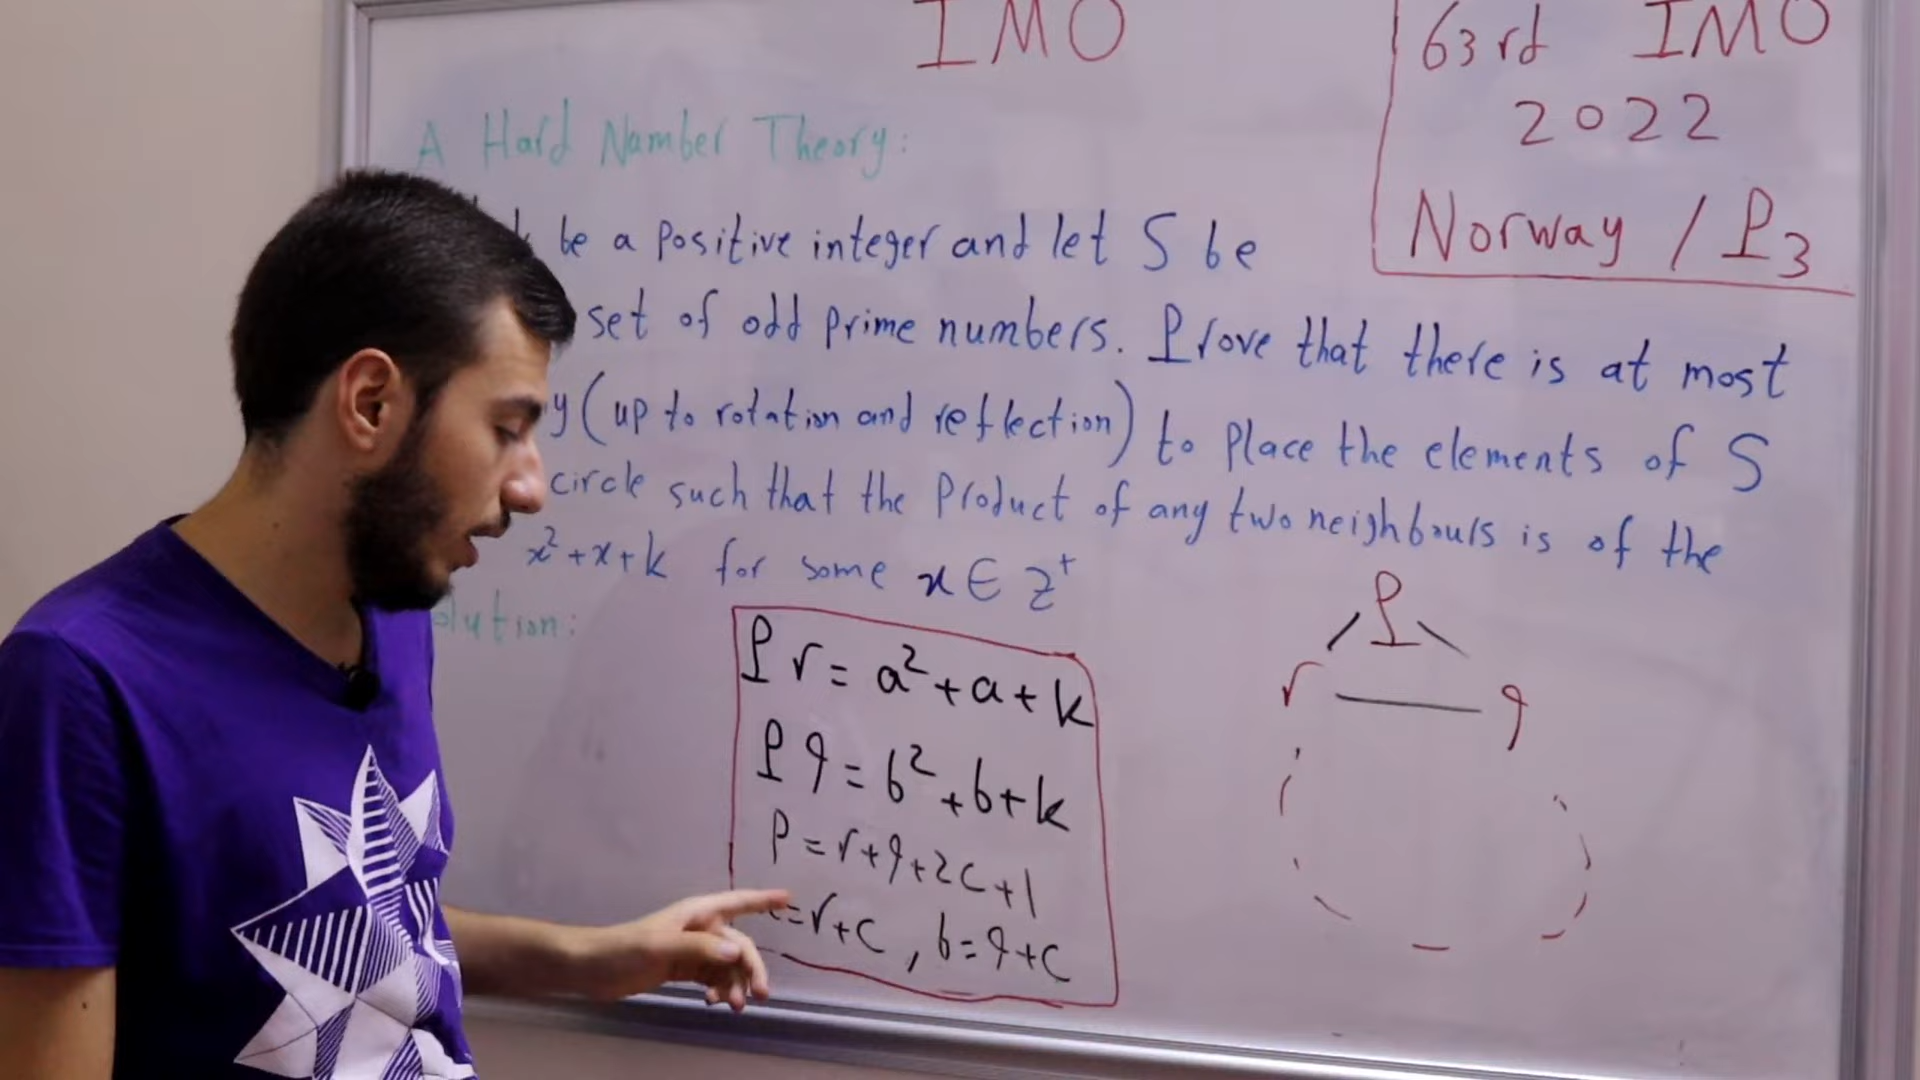 IMO
63rd IMO
2022
Norway / P3
A Hard Number Theory:
be a positive integer and let S be
set of odd prime numbers. Prove that there is at most
y (up to rotation and reflection) to place the elements of S
circle such that the product of any two neighbours is of the
x²+x+k for some x ∈ Z⁺
olution:
P r = a² + a + k
P q = b² + b + k
P = r + q + 2c + 1
= r + c , b = q + c
P
r q